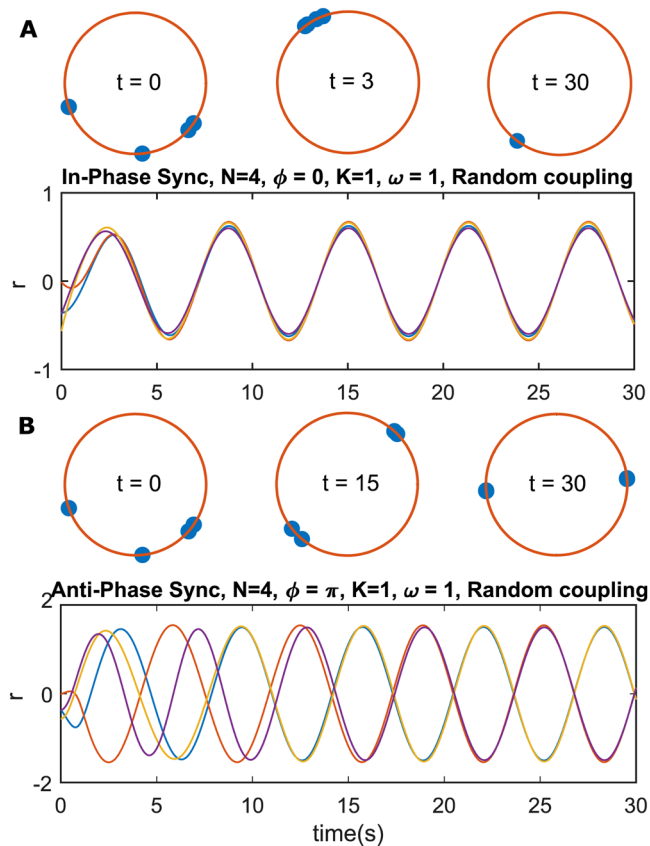 A
t = 0 t = 3 t = 30
In-Phase Sync, N=4, ϕ = 0, K=1, ω = 1, Random coupling
1
0
-1
r
0 5 10 15 20 25 30
B
t = 0 t = 15 t = 30
Anti-Phase Sync, N=4, ϕ = π, K=1, ω = 1, Random coupling
2
0
-2
r
0 5 10 15 20 25 30
time(s)